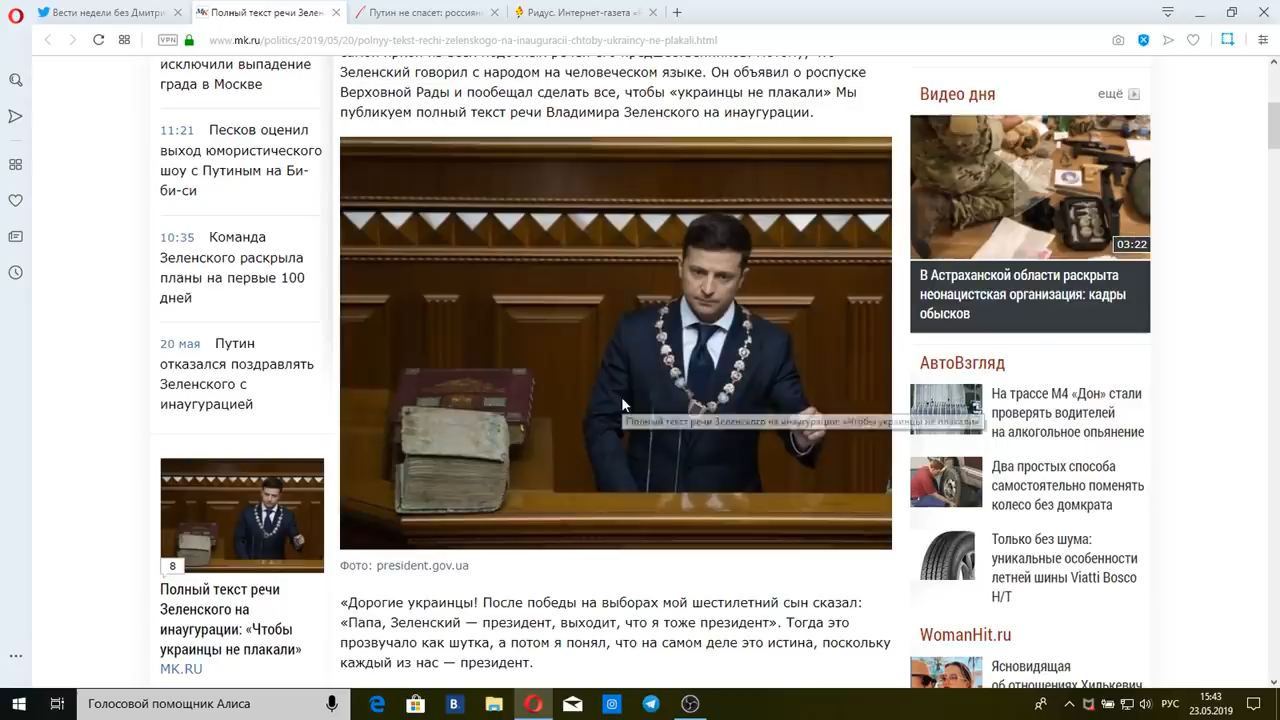 Вести недели без Дмитри
Полный текст речи Зелен
Путин не спасет: россиян
Ридус. Интернет-газета «Р
VPN
www.mk.ru/politics/2019/05/20/polnyy-tekst-rechi-zelenskogo-na-inauguracii-chtoby-ukraincy-ne-plakali.html
исключили выпадение
града в Москве
11:21 Песков оценил
выход юмористического
шоу с Путиным на Би-
би-си
10:35 Команда
Зеленского раскрыла
планы на первые 100
дней
20 мая Путин
отказался поздравлять
Зеленского с
инаугурацией
8
Полный текст речи
Зеленского на
инаугурации: «Чтобы
украинцы не плакали»
MK.RU
Зеленский говорил с народом на человеческом языке. Он объявил о роспуске
Верховной Рады и пообещал сделать все, чтобы «украинцы не плакали» Мы
публикуем полный текст речи Владимира Зеленского на инаугурации.
Полный текст речи Зеленского на инаугурации: «Чтобы украинцы не плакали»
Фото: president.gov.ua
«Дорогие украинцы! После победы на выборах мой шестилетний сын сказал:
«Папа, Зеленский — президент, выходит, что я тоже президент». Тогда это
прозвучало как шутка, а потом я понял, что на самом деле это истина, поскольку
каждый из нас — президент.
Видео дня
ещё
03:22
В Астраханской области раскрыта
неонацистская организация: кадры
обысков
АвтоВзгляд
На трассе М4 «Дон» стали
проверять водителей
на алкогольное опьянение
Два простых способа
самостоятельно поменять
колесо без домкрата
Только без шума:
уникальные особенности
летней шины Viatti Bosco
H/T
WomanHit.ru
Ясновидящая
об отношениях Хилькевич
Голосовой помощник Алиса
РУС
15:43
23.05.2019